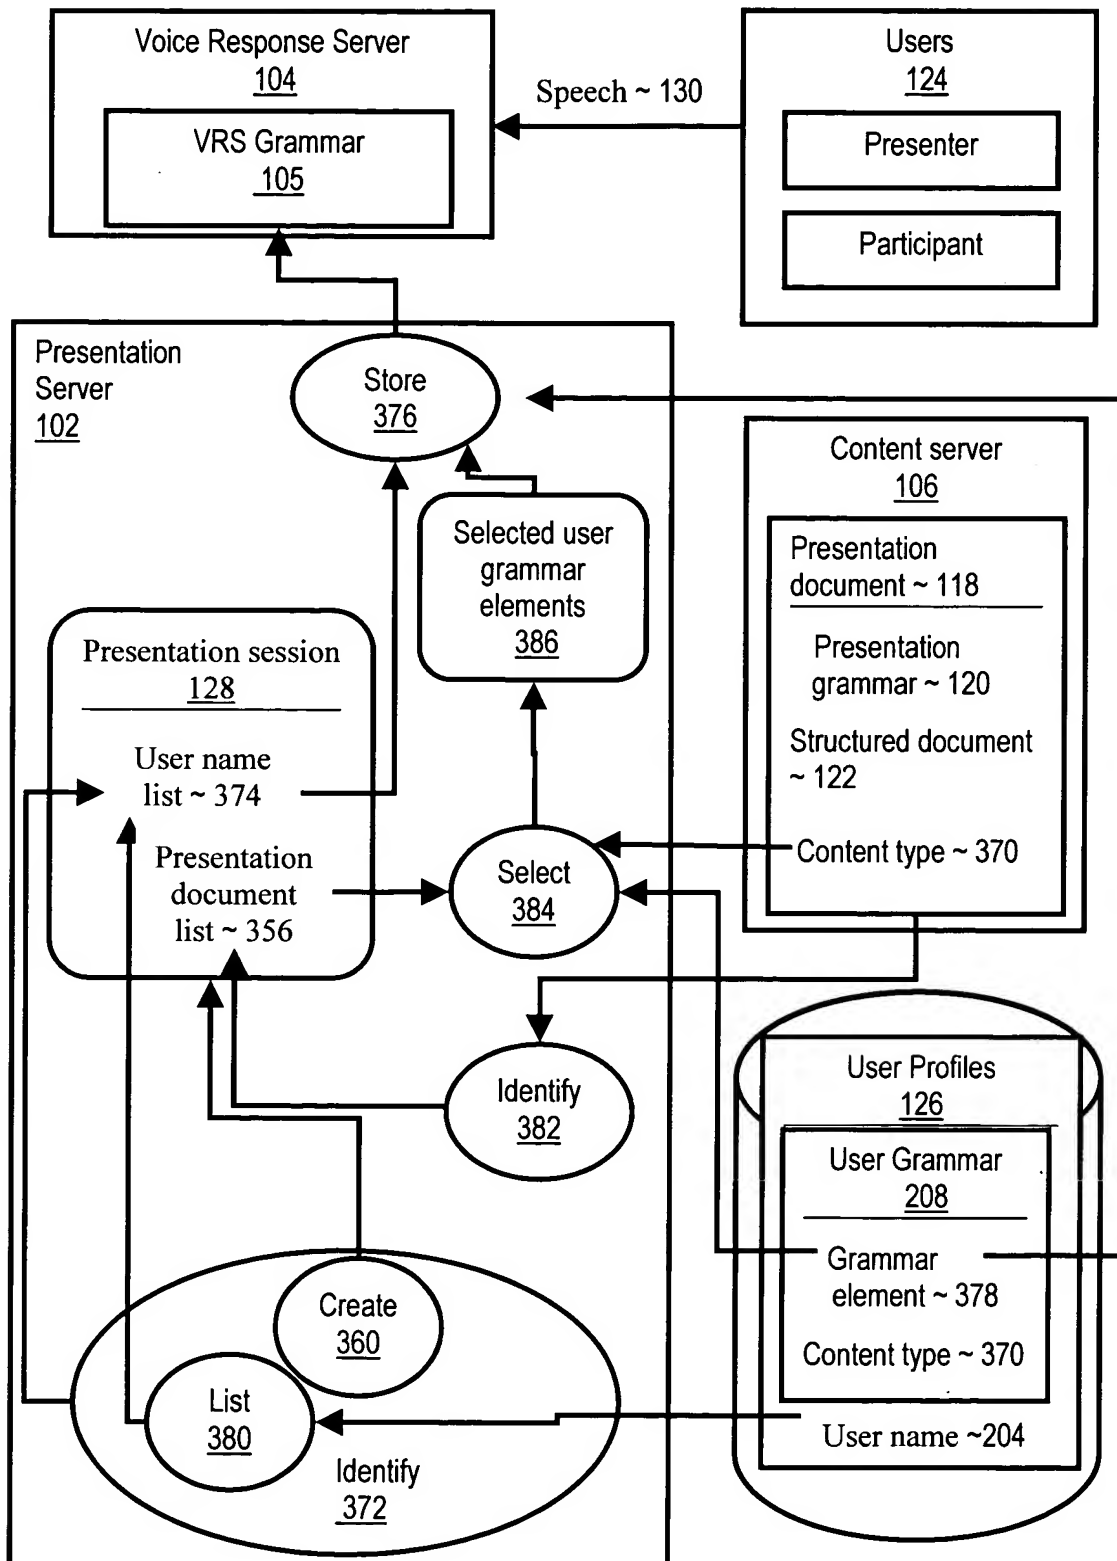 Voice Response Server
104
VRS Grammar
105
Speech ~ 130
Users
124
Presenter
Participant
Presentation
Server
102
Store
376
Selected user
grammar
elements
386
Content server
106
Presentation
document ~ 118
Presentation
grammar ~ 120
Structured document
~ 122
Content type ~ 370
Presentation session
128
User name
list ~ 374
Presentation
document
list ~ 356
Select
384
Identify
382
User Profiles
126
User Grammar
208
Grammar
element ~ 378
Content type ~ 370
User name ~204
Create
360
List
380
Identify
372